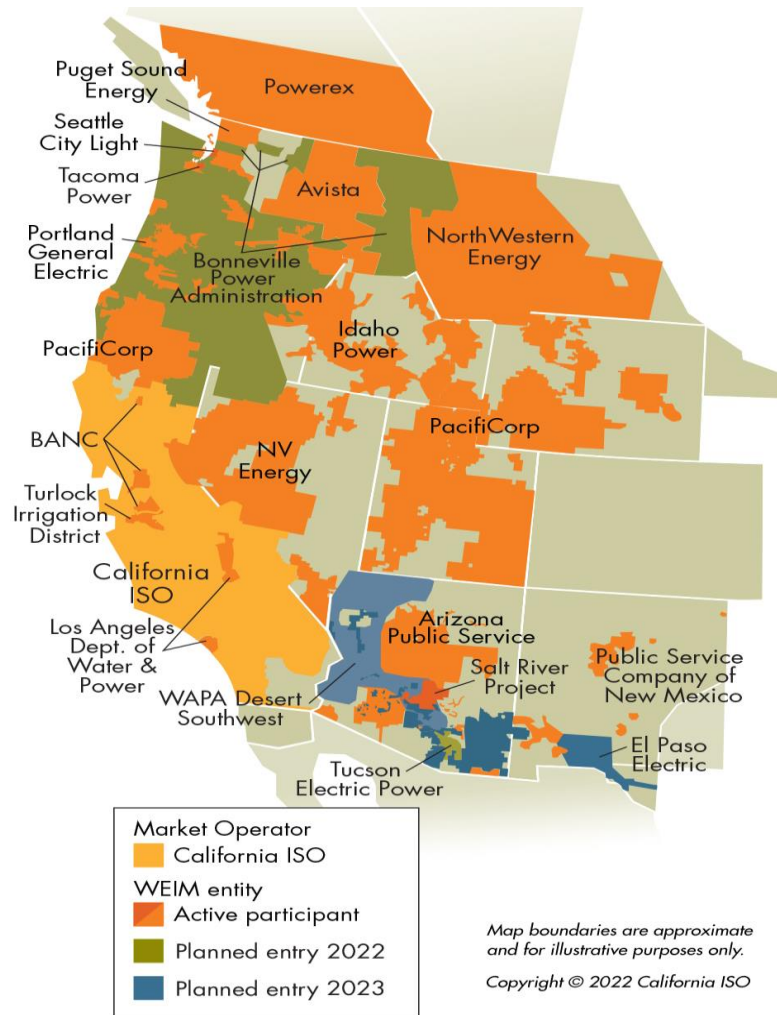 Puget Sound
Energy
Powerex
Seattle
City Light
Tacoma
Power
Avista
Portland
General
Electric
Bonneville
Power
Administration
NorthWestern
Energy
PacifiCorp
Idaho
Power
BANC
NV
Energy
PacifiCorp
Turlock
Irrigation
District
California
ISO
Los Angeles
Dept. of
Water &
Power
Arizona
Public Service
Salt River
Project
Public Service
Company of
New Mexico
WAPA Desert
Southwest
Tucson
Electric Power
El Paso
Electric
Market Operator
California ISO
WEIM entity
Active participant
Planned entry 2022
Planned entry 2023
Map boundaries are approximate
and for illustrative purposes only.
Copyright © 2022 California ISO